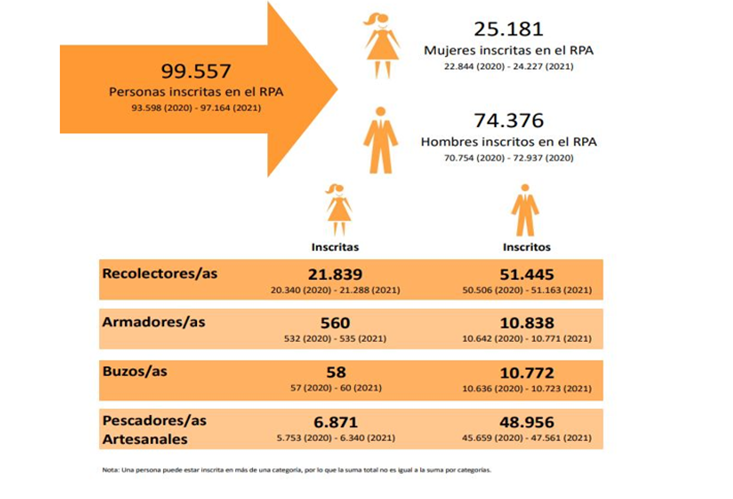 99.557
Personas inscritas en el RPA
93.598 (2020) - 97.164 (2021)
25.181
Mujeres inscritas en el RPA
22.844 (2020) - 24.227 (2021)
74.376
Hombres inscritos en el RPA
70.754 (2020) - 72.937 (2020)
Inscritas Inscritos
Recolectores/as 21.839 51.445
20.340 (2020) - 21.288 (2021) 50.506 (2020) - 51.163 (2021)
Armadores/as 560 10.838
532 (2020) - 535 (2021) 10.642 (2020) - 10.771 (2021)
Buzos/as 58 10.772
57 (2020) - 60 (2021) 10.636 (2020) - 10.723 (2021)
Pescadores/as 6.871 48.956
Artesanales 5.753 (2020) - 6.340 (2021) 45.659 (2020) - 47.561 (2021)
Nota: Una persona puede estar inscrita en más de una categoría, por lo que la suma total no es igual a la suma por categorías.